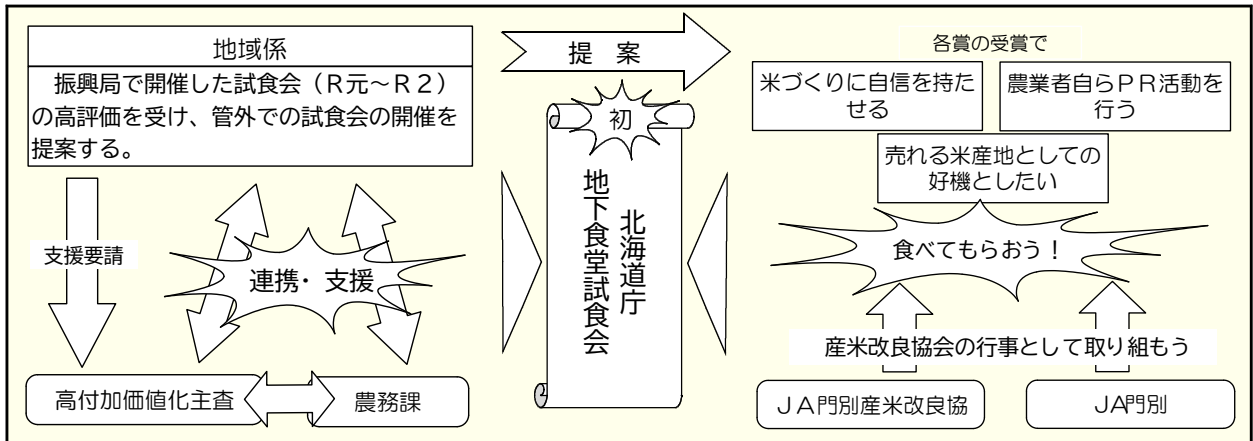 地域係
振興局で開催した試食会（R元～R２）
の高評価を受け、管外での試食会の開催を
提案する。
支援要請
連携・支援
高付加価値化主査
農務課
提 案
初
北海道庁
地下食堂試食会
各賞の受賞で
米づくりに自信を持た
せる
農業者自らＰＲ活動を
行う
売れる米産地としての
好機としたい
食べてもらおう！
産米改良協会の行事として取り組もう
ＪＡ門別産米改良協
JA門別